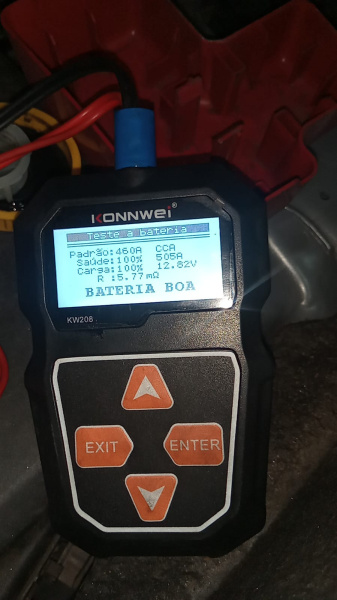 KONNWEI®
Teste a bateria
Padrão:460A CCA
Saúde:100% 505A
Carga:100% 12.82V
R :5.77mΩ
BATERIA BOA
KW208
EXIT
ENTER